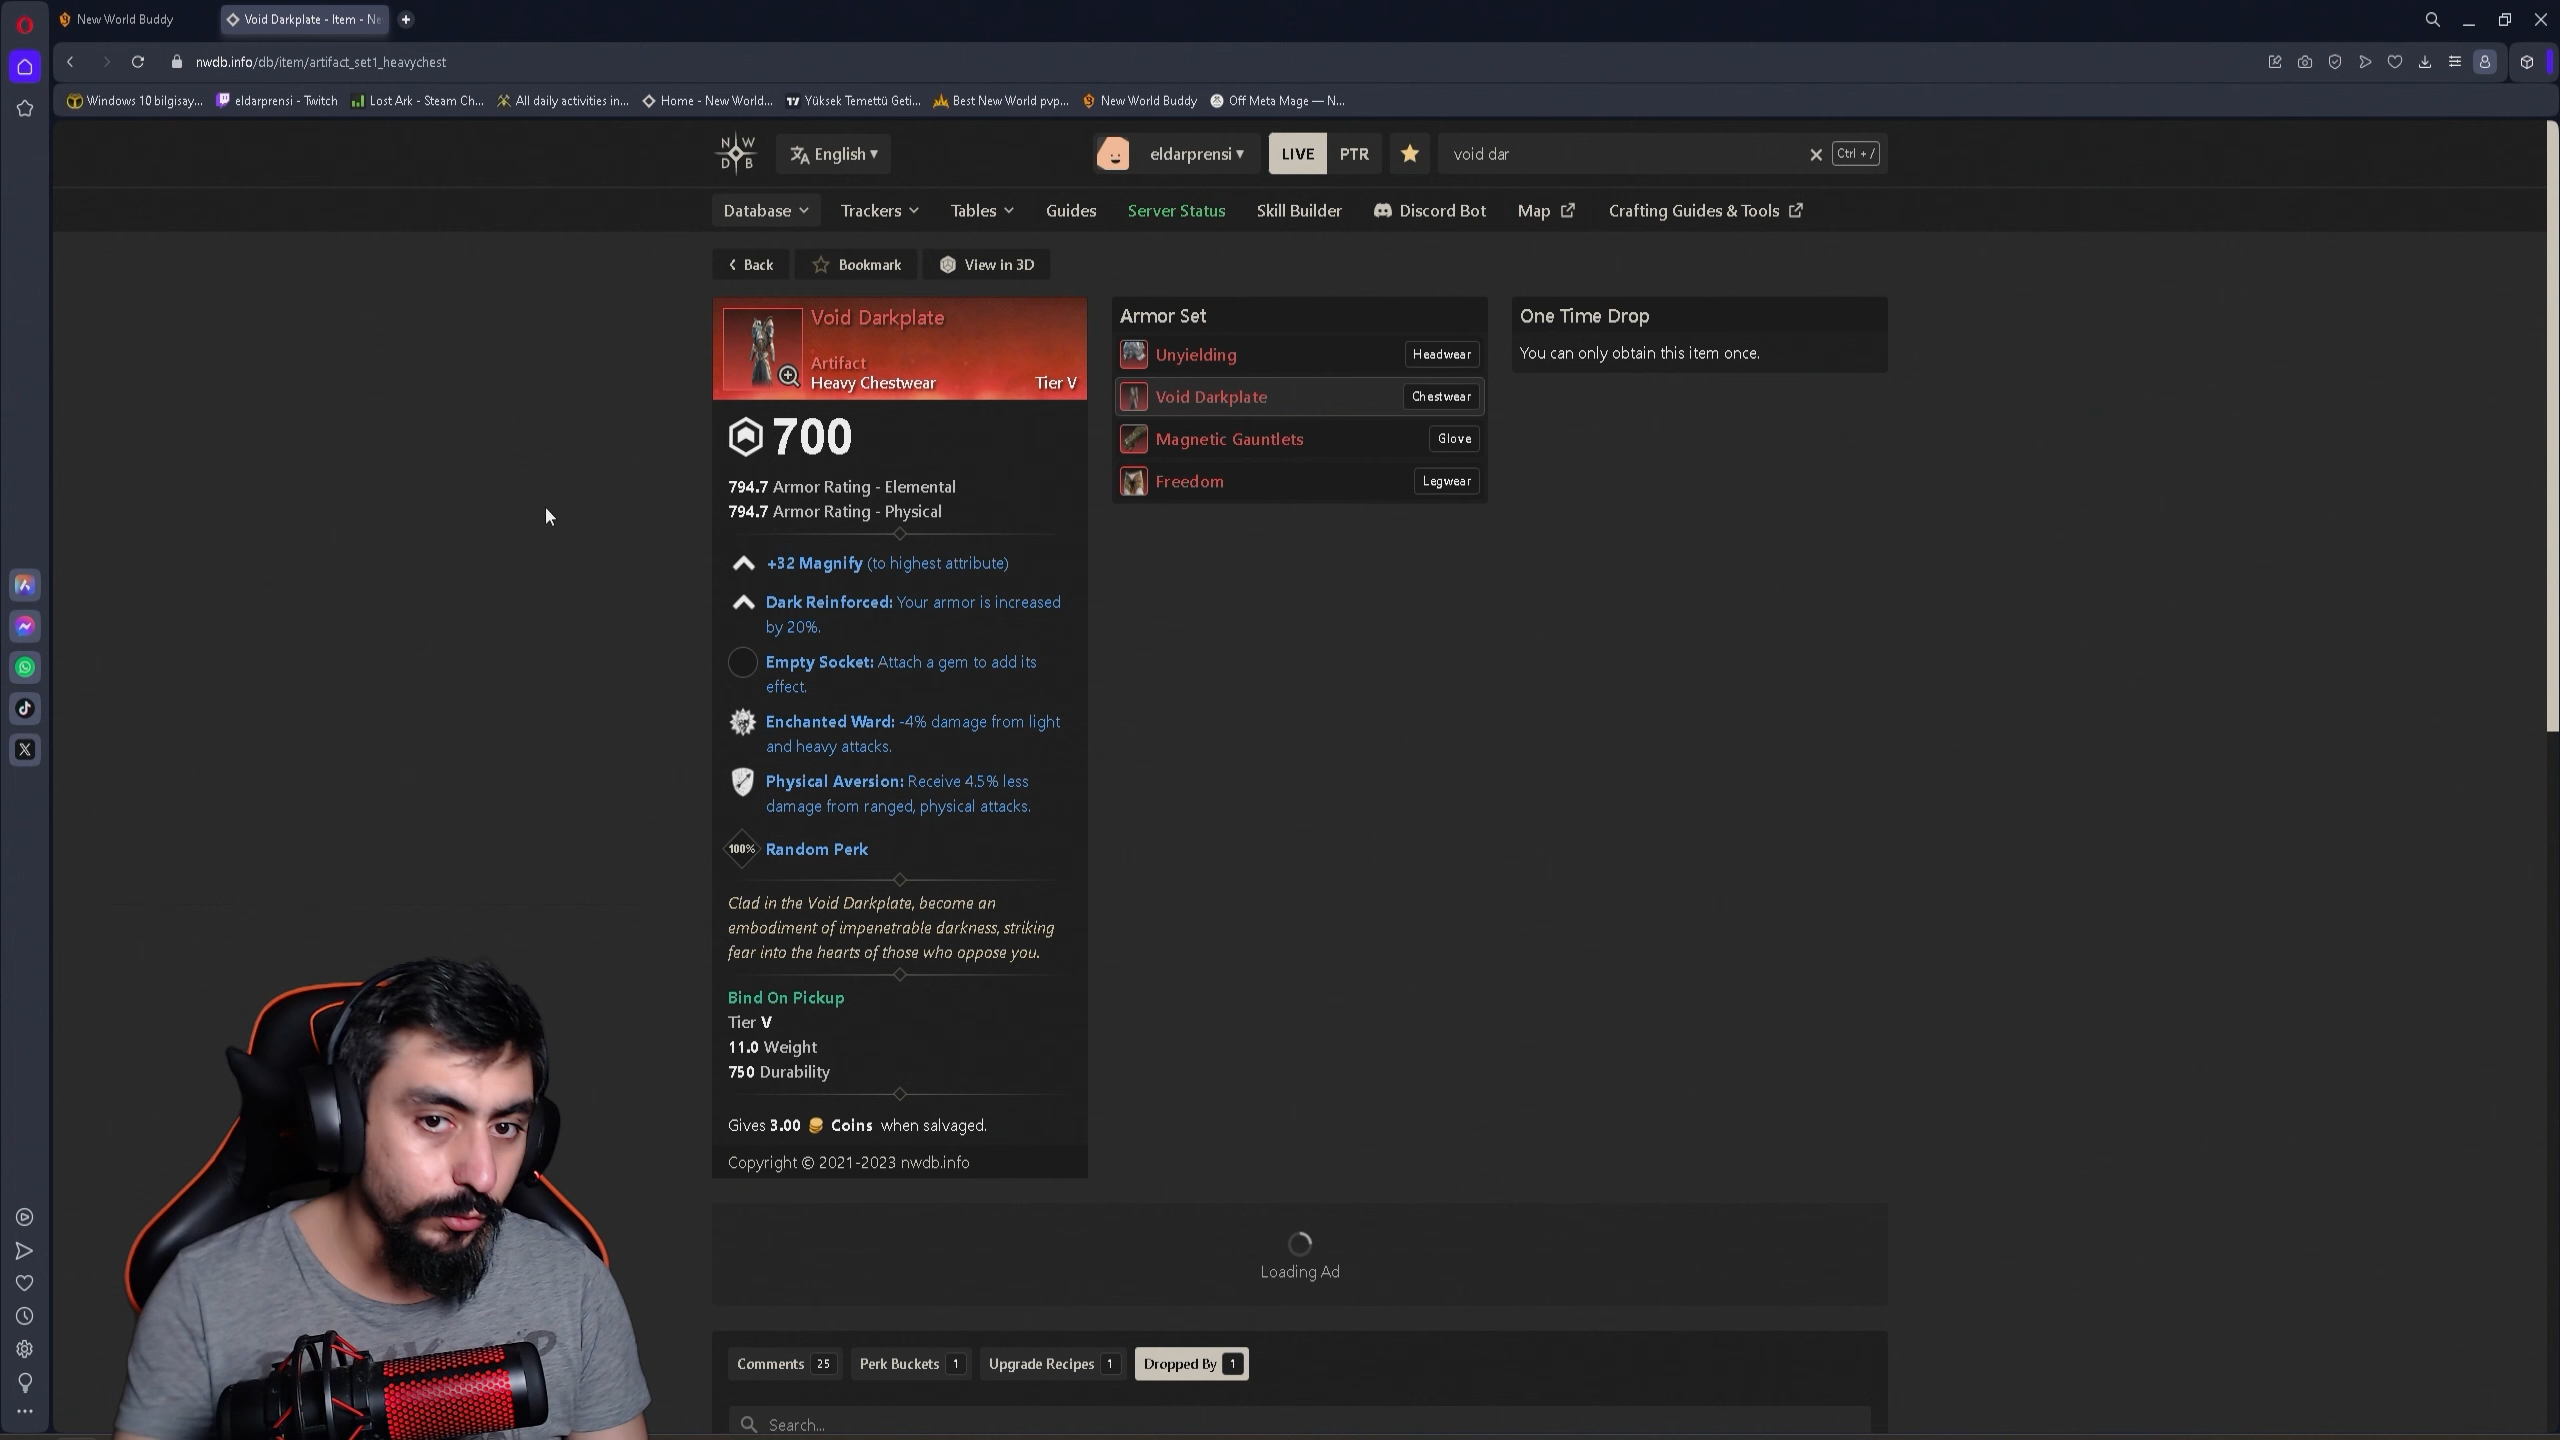 New World Buddy
Void Darkplate - Item - Ne
nwdb.info/db/item/artifact_set1_heavychest
Windows 10 bilgisay...
eldarprensi - Twitch
Lost Ark - Steam Ch...
All daily activities in...
Home - New World...
Yüksek Temettü Geti...
Best New World pvp...
New World Buddy
Off Meta Mage — N...
N W D B
English
eldarprensi
LIVE
PTR
void dar
Ctrl + /
Database
Trackers
Tables
Guides
Server Status
Skill Builder
Discord Bot
Map
Crafting Guides & Tools
Back
Bookmark
View in 3D
Void Darkplate
Artifact
Heavy Chestwear
Tier V
700
794.7 Armor Rating - Elemental
794.7 Armor Rating - Physical
+32 Magnify (to highest attribute)
Dark Reinforced: Your armor is increased
by 20%.
Empty Socket: Attach a gem to add its
effect.
Enchanted Ward: -4% damage from light
and heavy attacks.
Physical Aversion: Receive 4.5% less
damage from ranged, physical attacks.
100% Random Perk
Clad in the Void Darkplate, become an
embodiment of impenetrable darkness, striking
fear into the hearts of those who oppose you.
Bind On Pickup
Tier V
11.0 Weight
750 Durability
Gives 3.00 Coins when salvaged.
Copyright © 2021-2023 nwdb.info
Armor Set
Unyielding
Headwear
Void Darkplate
Chestwear
Magnetic Gauntlets
Glove
Freedom
Legwear
One Time Drop
You can only obtain this item once.
Loading Ad
Comments 25
Perk Buckets 1
Upgrade Recipes 1
Dropped By 1
Search...